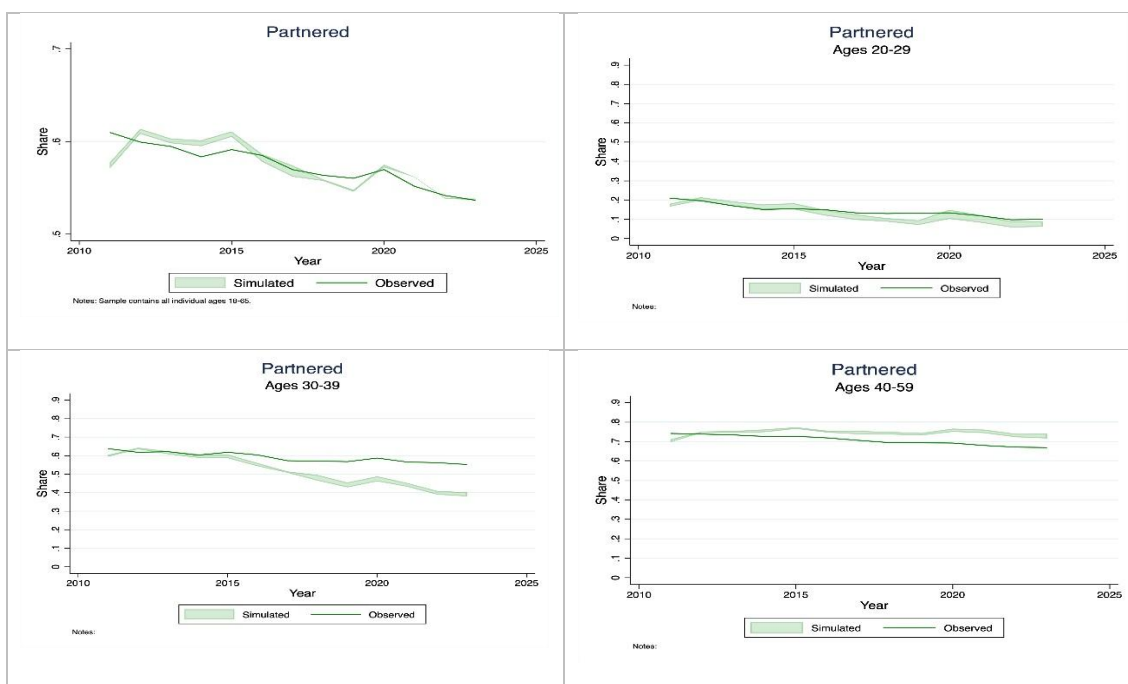 Partnered
.7
.6
.5
Share
2010 2015 2020 2025
Year
Simulated Observed
Notes: Sample contains all individual ages 18-65.
Partnered
Ages 20-29
.9
.8
.7
.6
.5
.4
.3
.2
.1
0
Share
2010 2015 2020 2025
Year
Simulated Observed
Notes:
Partnered
Ages 30-39
.9
.8
.7
.6
.5
.4
.3
.2
.1
0
Share
2010 2015 2020 2025
Year
Simulated Observed
Notes:
Partnered
Ages 40-59
.9
.8
.7
.6
.5
.4
.3
.2
.1
0
Share
2010 2015 2020 2025
Year
Simulated Observed
Notes: